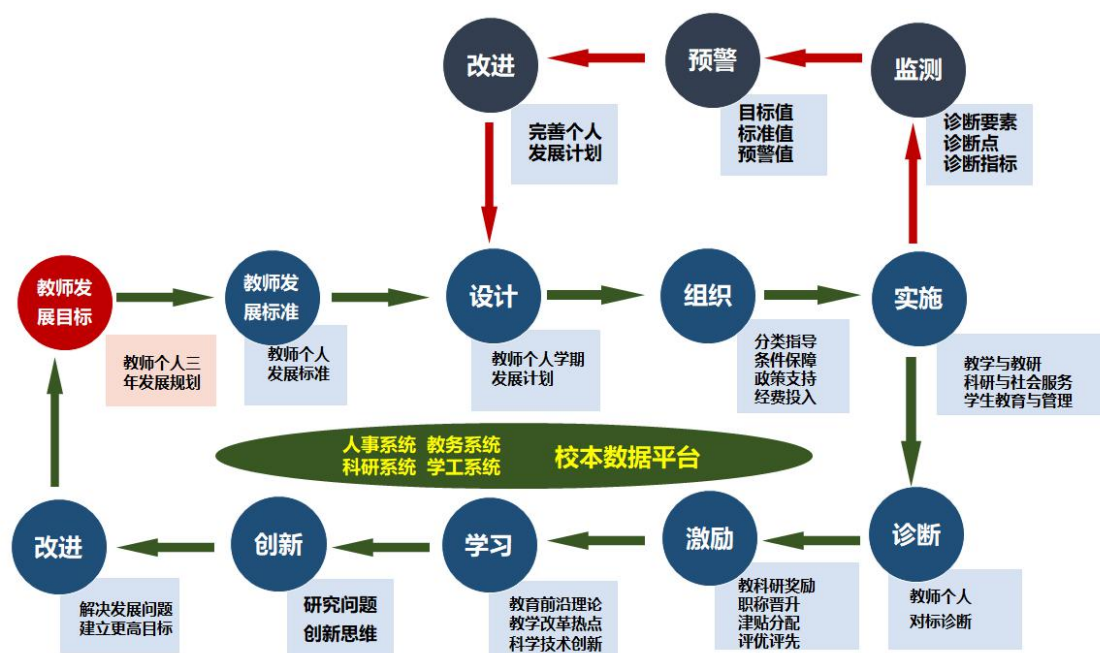 改进
预警
监测
完善个人
发展计划
目标值
标准值
预警值
诊断要素
诊断点
诊断指标
教师发
展目标
教师发
展标准
设计
组织
实施
教师个人三
年发展规划
教师个人
发展标准
教师个人学期
发展计划
分类指导
条件保障
政策支持
经费投入
教学与教研
科研与社会服务
学生教育与管理
人事系统 教务系统
科研系统 学工系统
校本数据平台
改进
创新
学习
激励
诊断
解决发展问题
建立更高目标
研究问题
创新思维
教育前沿理论
教学改革热点
科学技术创新
教科研奖励
职称晋升
津贴分配
评优评先
教师个人
对标诊断